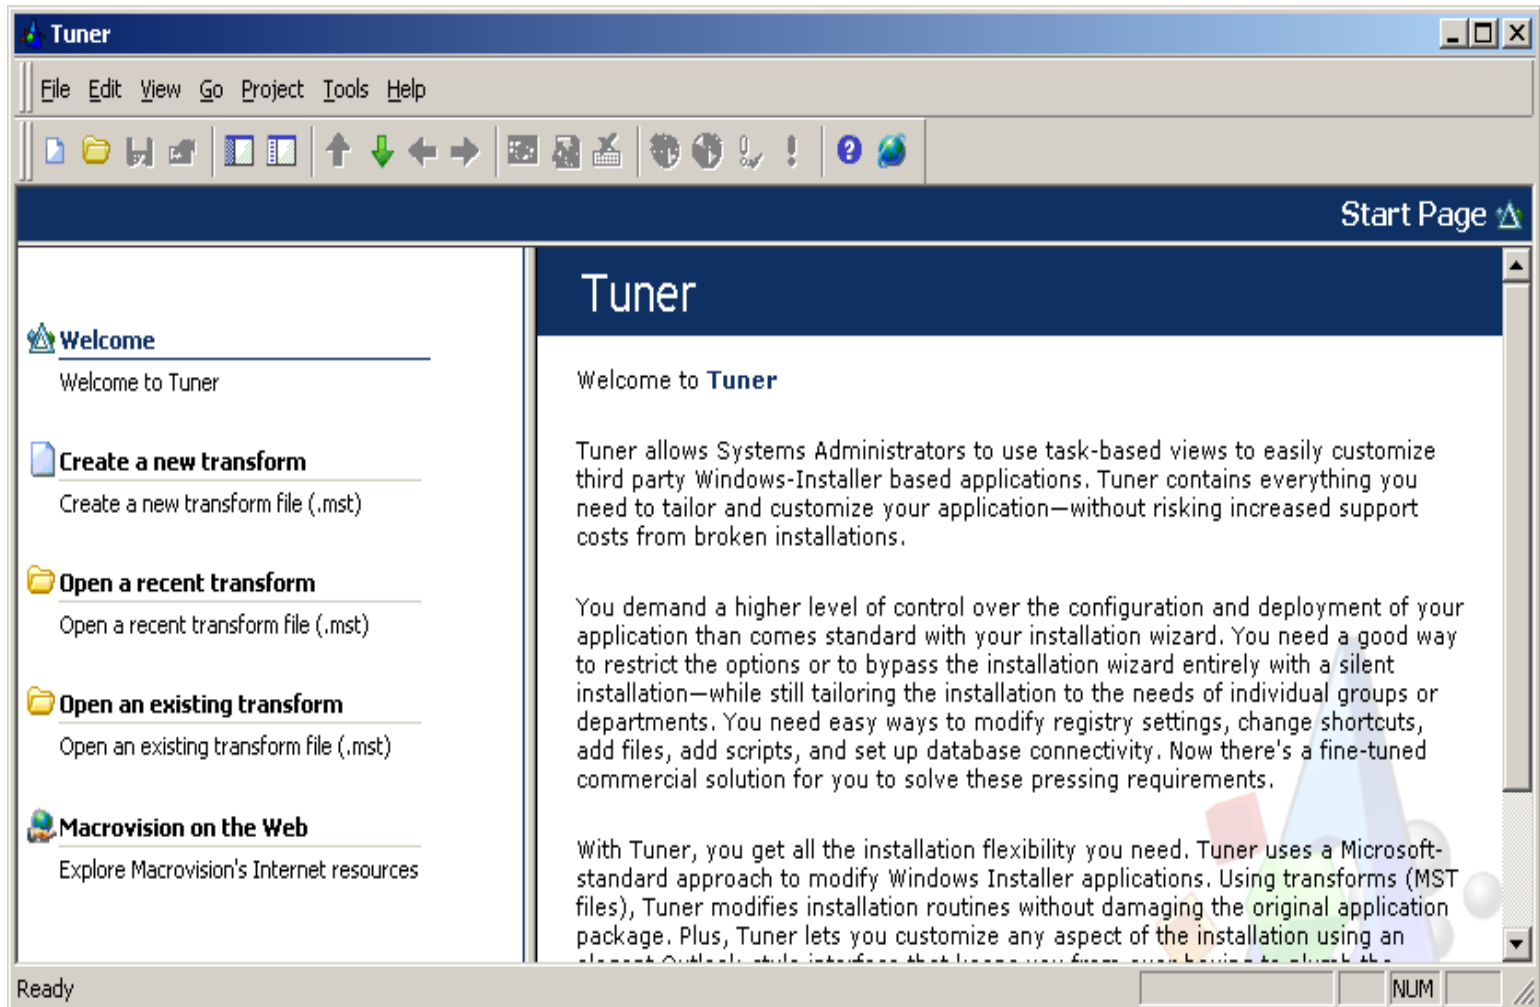 Tuner
File Edit View Go Project Tools Help
Start Page
Welcome
Welcome to Tuner
Create a new transform
Create a new transform file (.mst)
Open a recent transform
Open a recent transform file (.mst)
Open an existing transform
Open an existing transform file (.mst)
Macrovision on the Web
Explore Macrovision's Internet resources
Tuner
Welcome to Tuner
Tuner allows Systems Administrators to use task-based views to easily customize
third party Windows-Installer based applications. Tuner contains everything you
need to tailor and customize your application—without risking increased support
costs from broken installations.
You demand a higher level of control over the configuration and deployment of your
application than comes standard with your installation wizard. You need a good way
to restrict the options or to bypass the installation wizard entirely with a silent
installation—while still tailoring the installation to the needs of individual groups or
departments. You need easy ways to modify registry settings, change shortcuts,
add files, add scripts, and set up database connectivity. Now there's a fine-tuned
commercial solution for you to solve these pressing requirements.
With Tuner, you get all the installation flexibility you need. Tuner uses a Microsoft-
standard approach to modify Windows Installer applications. Using transforms (MST
files), Tuner modifies installation routines without damaging the original application
package. Plus, Tuner lets you customize any aspect of the installation using an
Ready
NUM